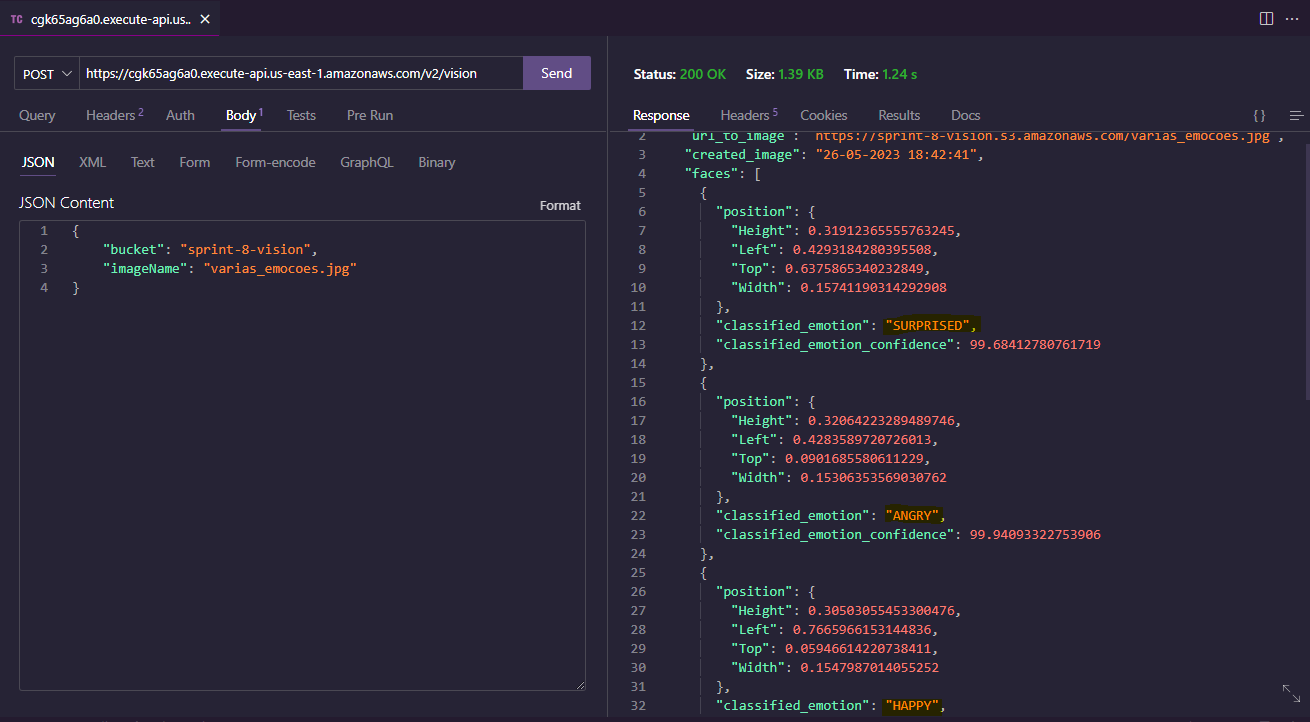 TC cgk65ag6a0.execute-api.us..
POST https://cgk65ag6a0.execute-api.us-east-1.amazonaws.com/v2/vision Send
Query Headers 2 Auth Body 1 Tests Pre Run
JSON XML Text Form Form-encode GraphQL Binary
JSON Content Format
1 {
2 "bucket": "sprint-8-vision",
3 "imageName": "varias_emocoes.jpg"
4 }
Status: 200 OK Size: 1.39 KB Time: 1.24 s
Response Headers 5 Cookies Results Docs { }
2 "url_to_image": "https://sprint-8-vision.s3.amazonaws.com/varias_emocoes.jpg",
3 "created_image": "26-05-2023 18:42:41",
4 "faces": [
5 {
6 "position": {
7 "Height": 0.31912365555763245,
8 "Left": 0.4293184280395508,
9 "Top": 0.6375865340232849,
10 "Width": 0.15741190314292908
11 },
12 "classified_emotion": "SURPRISED",
13 "classified_emotion_confidence": 99.68412780761719
14 },
15 {
16 "position": {
17 "Height": 0.32064223289489746,
18 "Left": 0.4283589720726013,
19 "Top": 0.0901685580611229,
20 "Width": 0.15306353569030762
21 },
22 "classified_emotion": "ANGRY",
23 "classified_emotion_confidence": 99.94093322753906
24 },
25 {
26 "position": {
27 "Height": 0.30503055453300476,
28 "Left": 0.7665966153144836,
29 "Top": 0.05946614220738411,
30 "Width": 0.1547987014055252
31 },
32 "classified_emotion": "HAPPY",